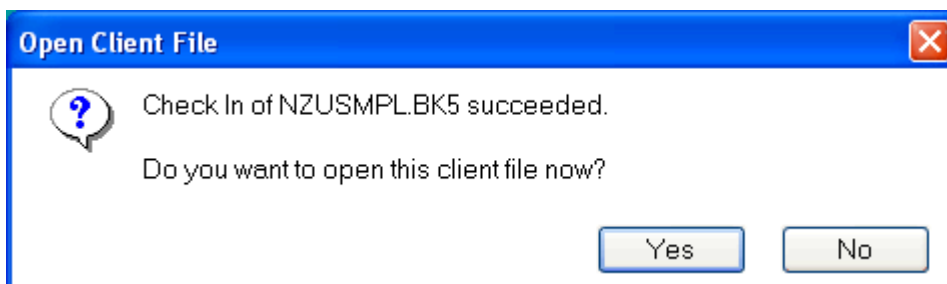 Open Client File
Check In of NZUSMPL.BK5 succeeded.
Do you want to open this client file now?
Yes No